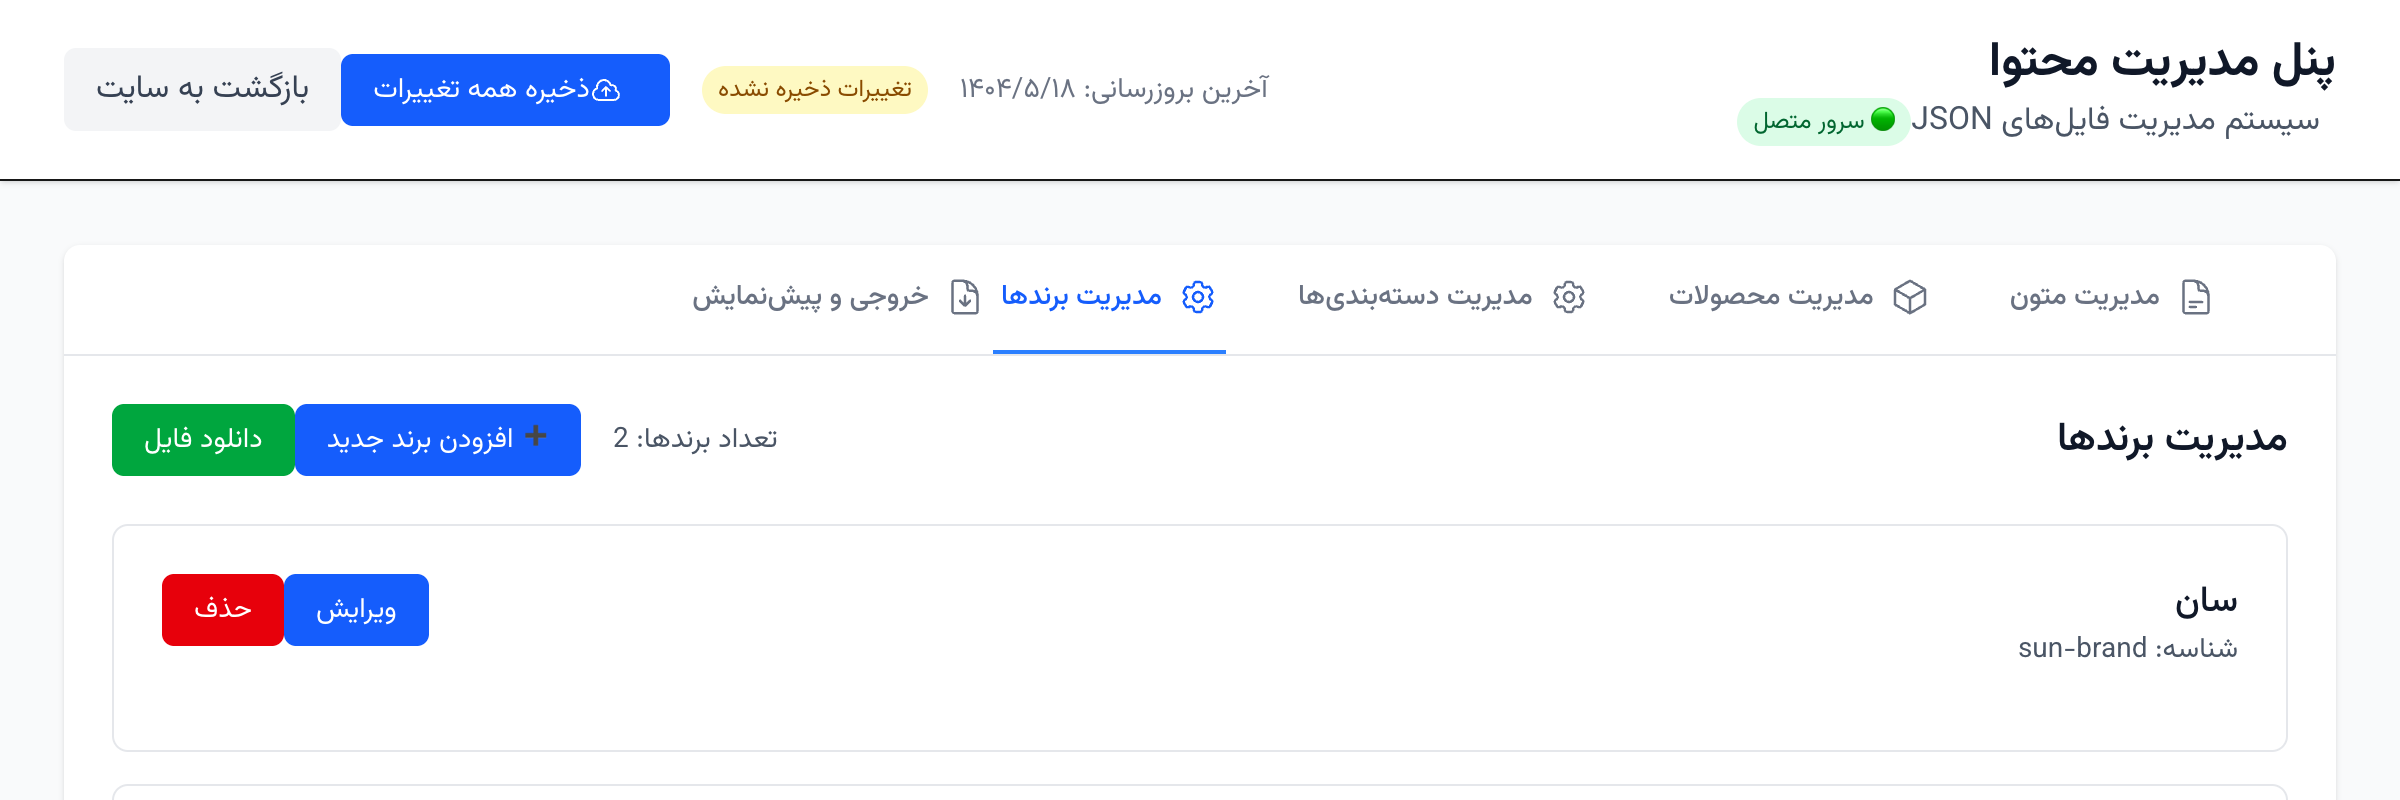 پنل مدیریت محتوا
سیستم مدیریت فایل‌های JSON
سرور متصل
آخرین بروزرسانی: ۱۴۰۴/۵/۱۸
تغییرات ذخیره نشده
ذخیره همه تغییرات
بازگشت به سایت
مدیریت متون
مدیریت محصولات
مدیریت دسته‌بندی‌ها
مدیریت برندها
خروجی و پیش‌نمایش
مدیریت برندها
تعداد برندها: 2
➕ افزودن برند جدید
دانلود فایل
سان
شناسه: sun-brand
ویرایش
حذف